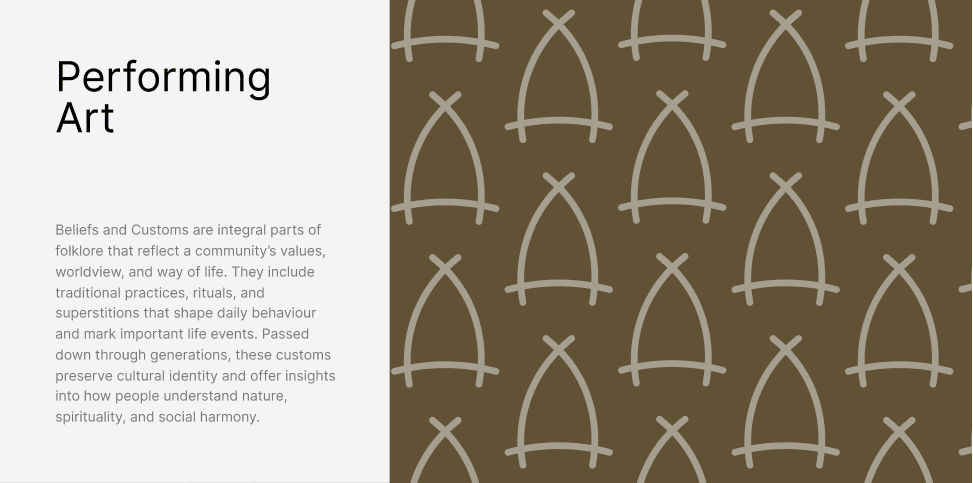 Performing
Art
Beliefs and Customs are integral parts of
folklore that reflect a community’s values,
worldview, and way of life. They include
traditional practices, rituals, and
superstitions that shape daily behaviour
and mark important life events. Passed
down through generations, these customs
preserve cultural identity and offer insights
into how people understand nature,
spirituality, and social harmony.